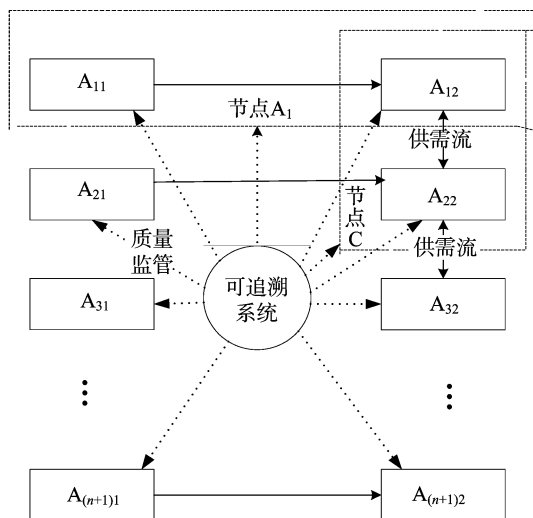 A₁₁
A₁₂
节点A₁
供需流
A₂₁
A₂₂
节点C
质量
监管
供需流
A₃₁
可追溯
系统
A₃₂
⋮
⋮
A₍ₙ₊₁₎₁
A₍ₙ₊₁₎₂